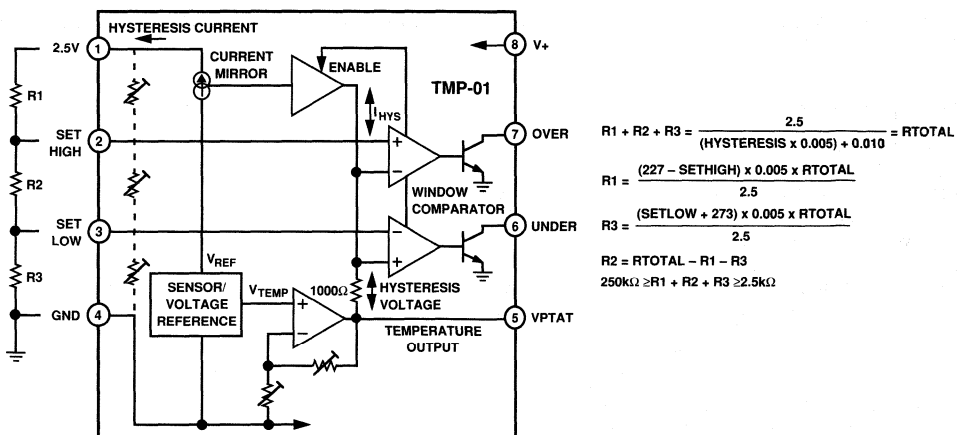 HYSTERESIS CURRENT
2.5V
1
8
V+
CURRENT
MIRROR
ENABLE
TMP-01
R1
I HYS
SET
HIGH
2
7
OVER
+
−
R2
WINDOW
COMPARATOR
SET
LOW
3
6
UNDER
−
+
R3
VREF
SENSOR/
VOLTAGE
REFERENCE
VTEMP
1000Ω
HYSTERESIS
VOLTAGE
+
−
GND
4
5
VPTAT
TEMPERATURE
OUTPUT
R1 + R2 + R3 = 2.5 / (HYSTERESIS x 0.005) + 0.010 = RTOTAL
R1 = (227 – SETHIGH) x 0.005 x RTOTAL / 2.5
R3 = (SETLOW + 273) x 0.005 x RTOTAL / 2.5
R2 = RTOTAL – R1 – R3
250kΩ ≥R1 + R2 + R3 ≥2.5kΩ